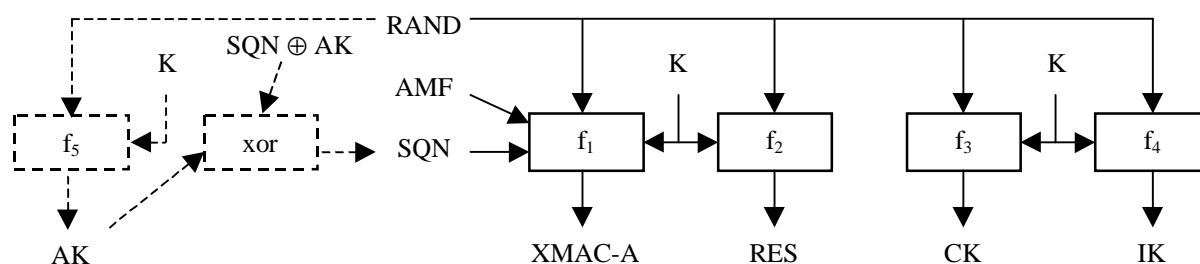 RAND
SQN ⊕ AK
K
K
K
AMF
f₅
xor
SQN
f₁
f₂
f₃
f₄
AK
XMAC-A
RES
CK
IK